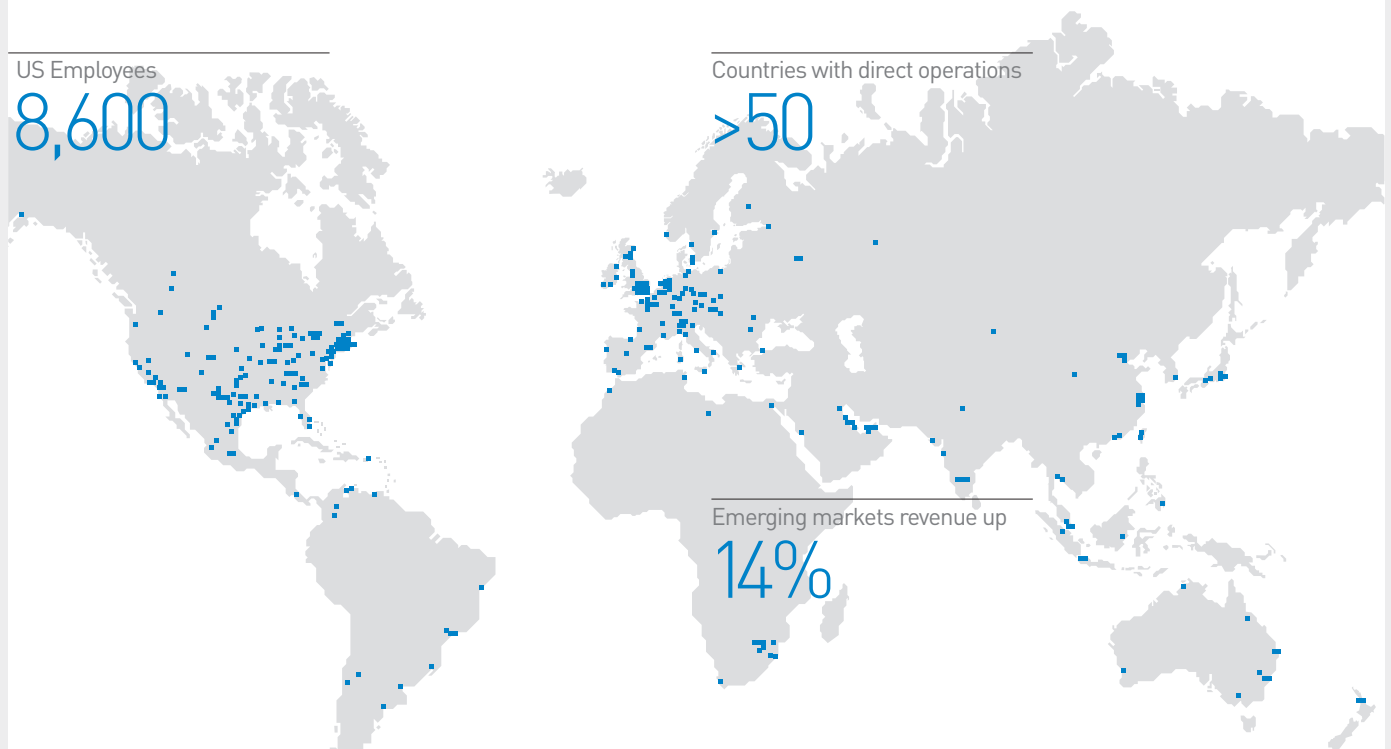 US Employees
8,600
Countries with direct operations
>50
Emerging markets revenue up
14%